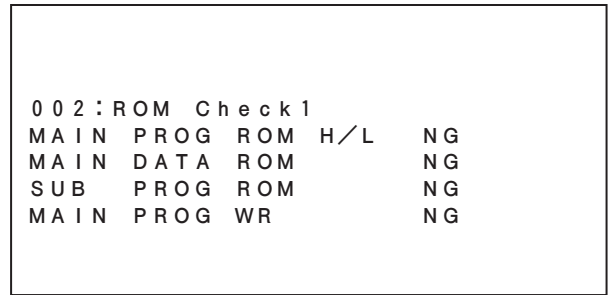 002:ROM Check1
MAIN PROG ROM H/L NG
MAIN DATA ROM NG
SUB PROG ROM NG
MAIN PROG WR NG